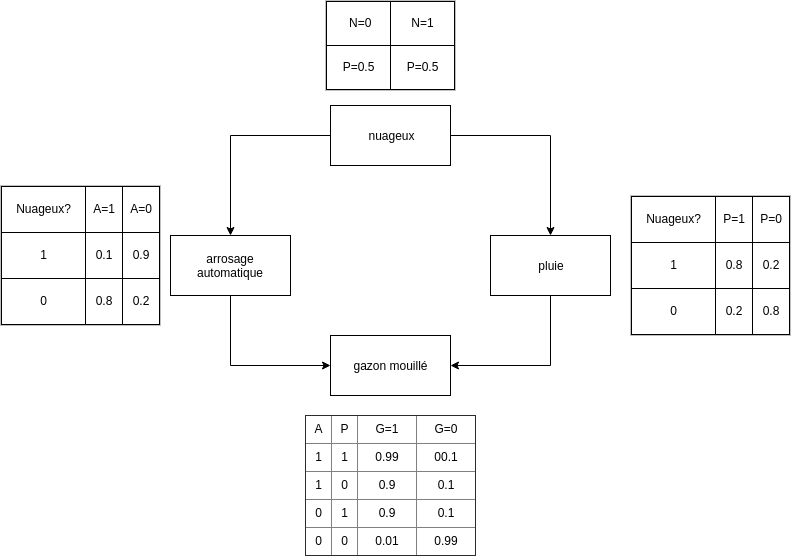 N=0 N=1
P=0.5 P=0.5
nuageux
Nuageux? A=1 A=0
1 0.1 0.9
0 0.8 0.2
arrosage
automatique
pluie
Nuageux? P=1 P=0
1 0.8 0.2
0 0.2 0.8
gazon mouillé
A P G=1 G=0
1 1 0.99 00.1
1 0 0.9 0.1
0 1 0.9 0.1
0 0 0.01 0.99